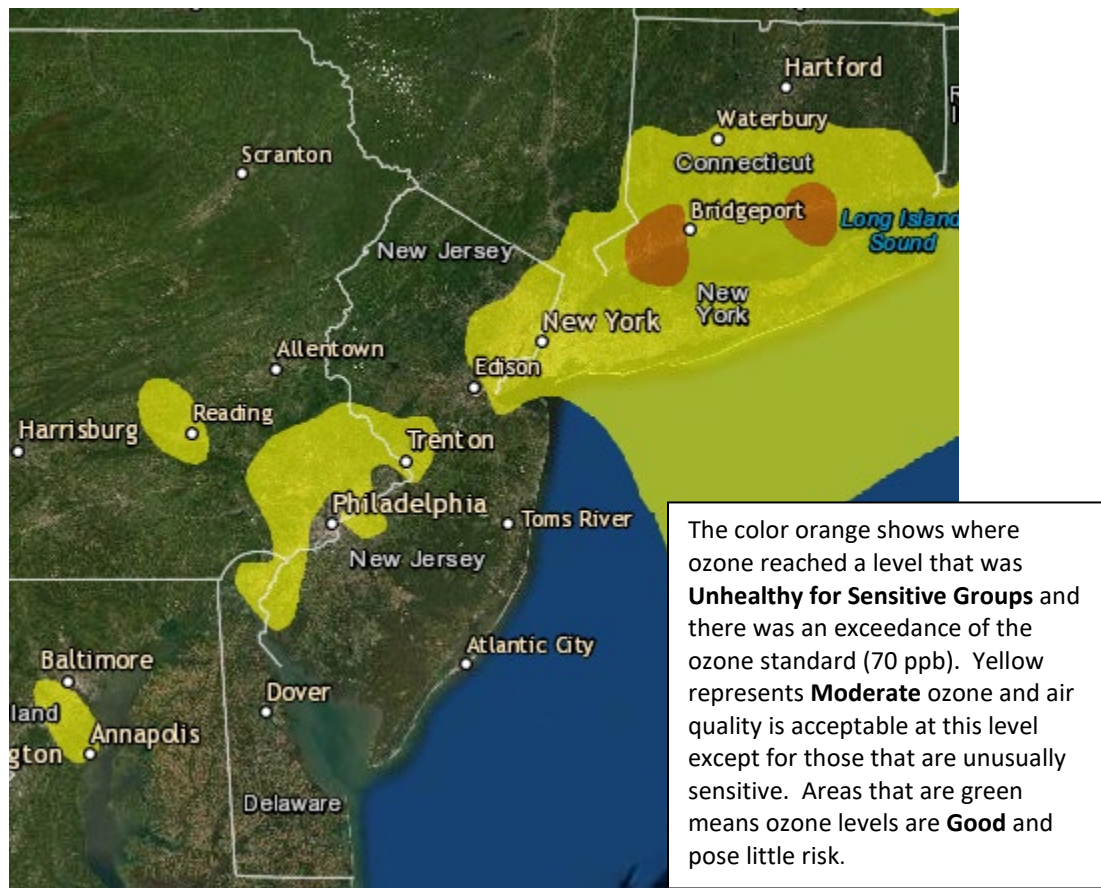 Hartford
Waterbury
Scranton
Connecticut
Bridgeport
Long Island
Sound
New Jersey
New
York
New York
Allentown
Edison
Reading
Harrisburg
Trenton
Philadelphia
Toms River
New Jersey
Atlantic City
Baltimore
Dover
land
Annapolis
gton
Delaware
The color orange shows where
ozone reached a level that was
Unhealthy for Sensitive Groups and
there was an exceedance of the
ozone standard (70 ppb). Yellow
represents Moderate ozone and air
quality is acceptable at this level
except for those that are unusually
sensitive. Areas that are green
means ozone levels are Good and
pose little risk.